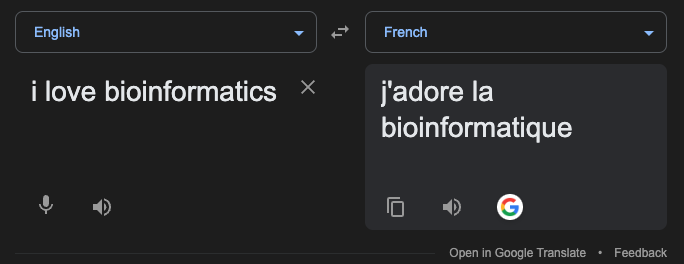 English
French
i love bioinformatics
j'adore la
bioinformatique
Open in Google Translate • Feedback